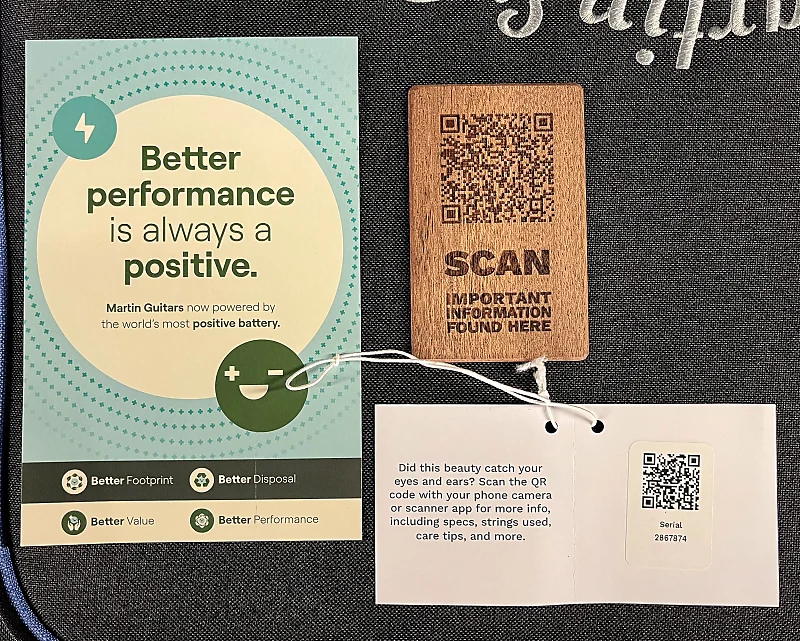 Better
performance
is always a
positive.
Martin Guitars now powered by
the world's most positive battery.
Better Footprint
Better Disposal
Better Value
Better Performance
SCAN
IMPORTANT
INFORMATION
FOUND HERE
Did this beauty catch your
eyes and ears? Scan the QR
code with your phone camera
or scanner app for more info,
including specs, strings used,
care tips, and more.
Serial
2867874